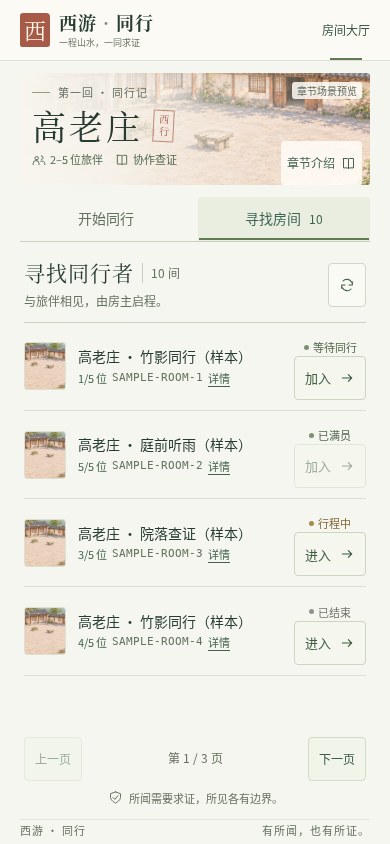 西
西游·同行
一程山水，一同求证
房间大厅
第一回·同行记
章节场景预览
高老庄
西行
2–5位旅伴
协作查证
章节介绍
开始同行
寻找房间 10
寻找同行者
10 间
与旅伴相见，由房主启程。
等待同行
高老庄·竹影同行（样本）
1/5位 SAMPLE-ROOM-1 详情
加入 →
已满员
高老庄·庭前听雨（样本）
5/5位 SAMPLE-ROOM-2 详情
加入 →
行程中
高老庄·院落查证（样本）
3/5位 SAMPLE-ROOM-3 详情
进入 →
已结束
高老庄·竹影同行（样本）
4/5位 SAMPLE-ROOM-4 详情
进入 →
上一页
第 1 / 3 页
下一页
所闻需要求证，所见各有边界。
西游·同行
有所闻，也有所证。